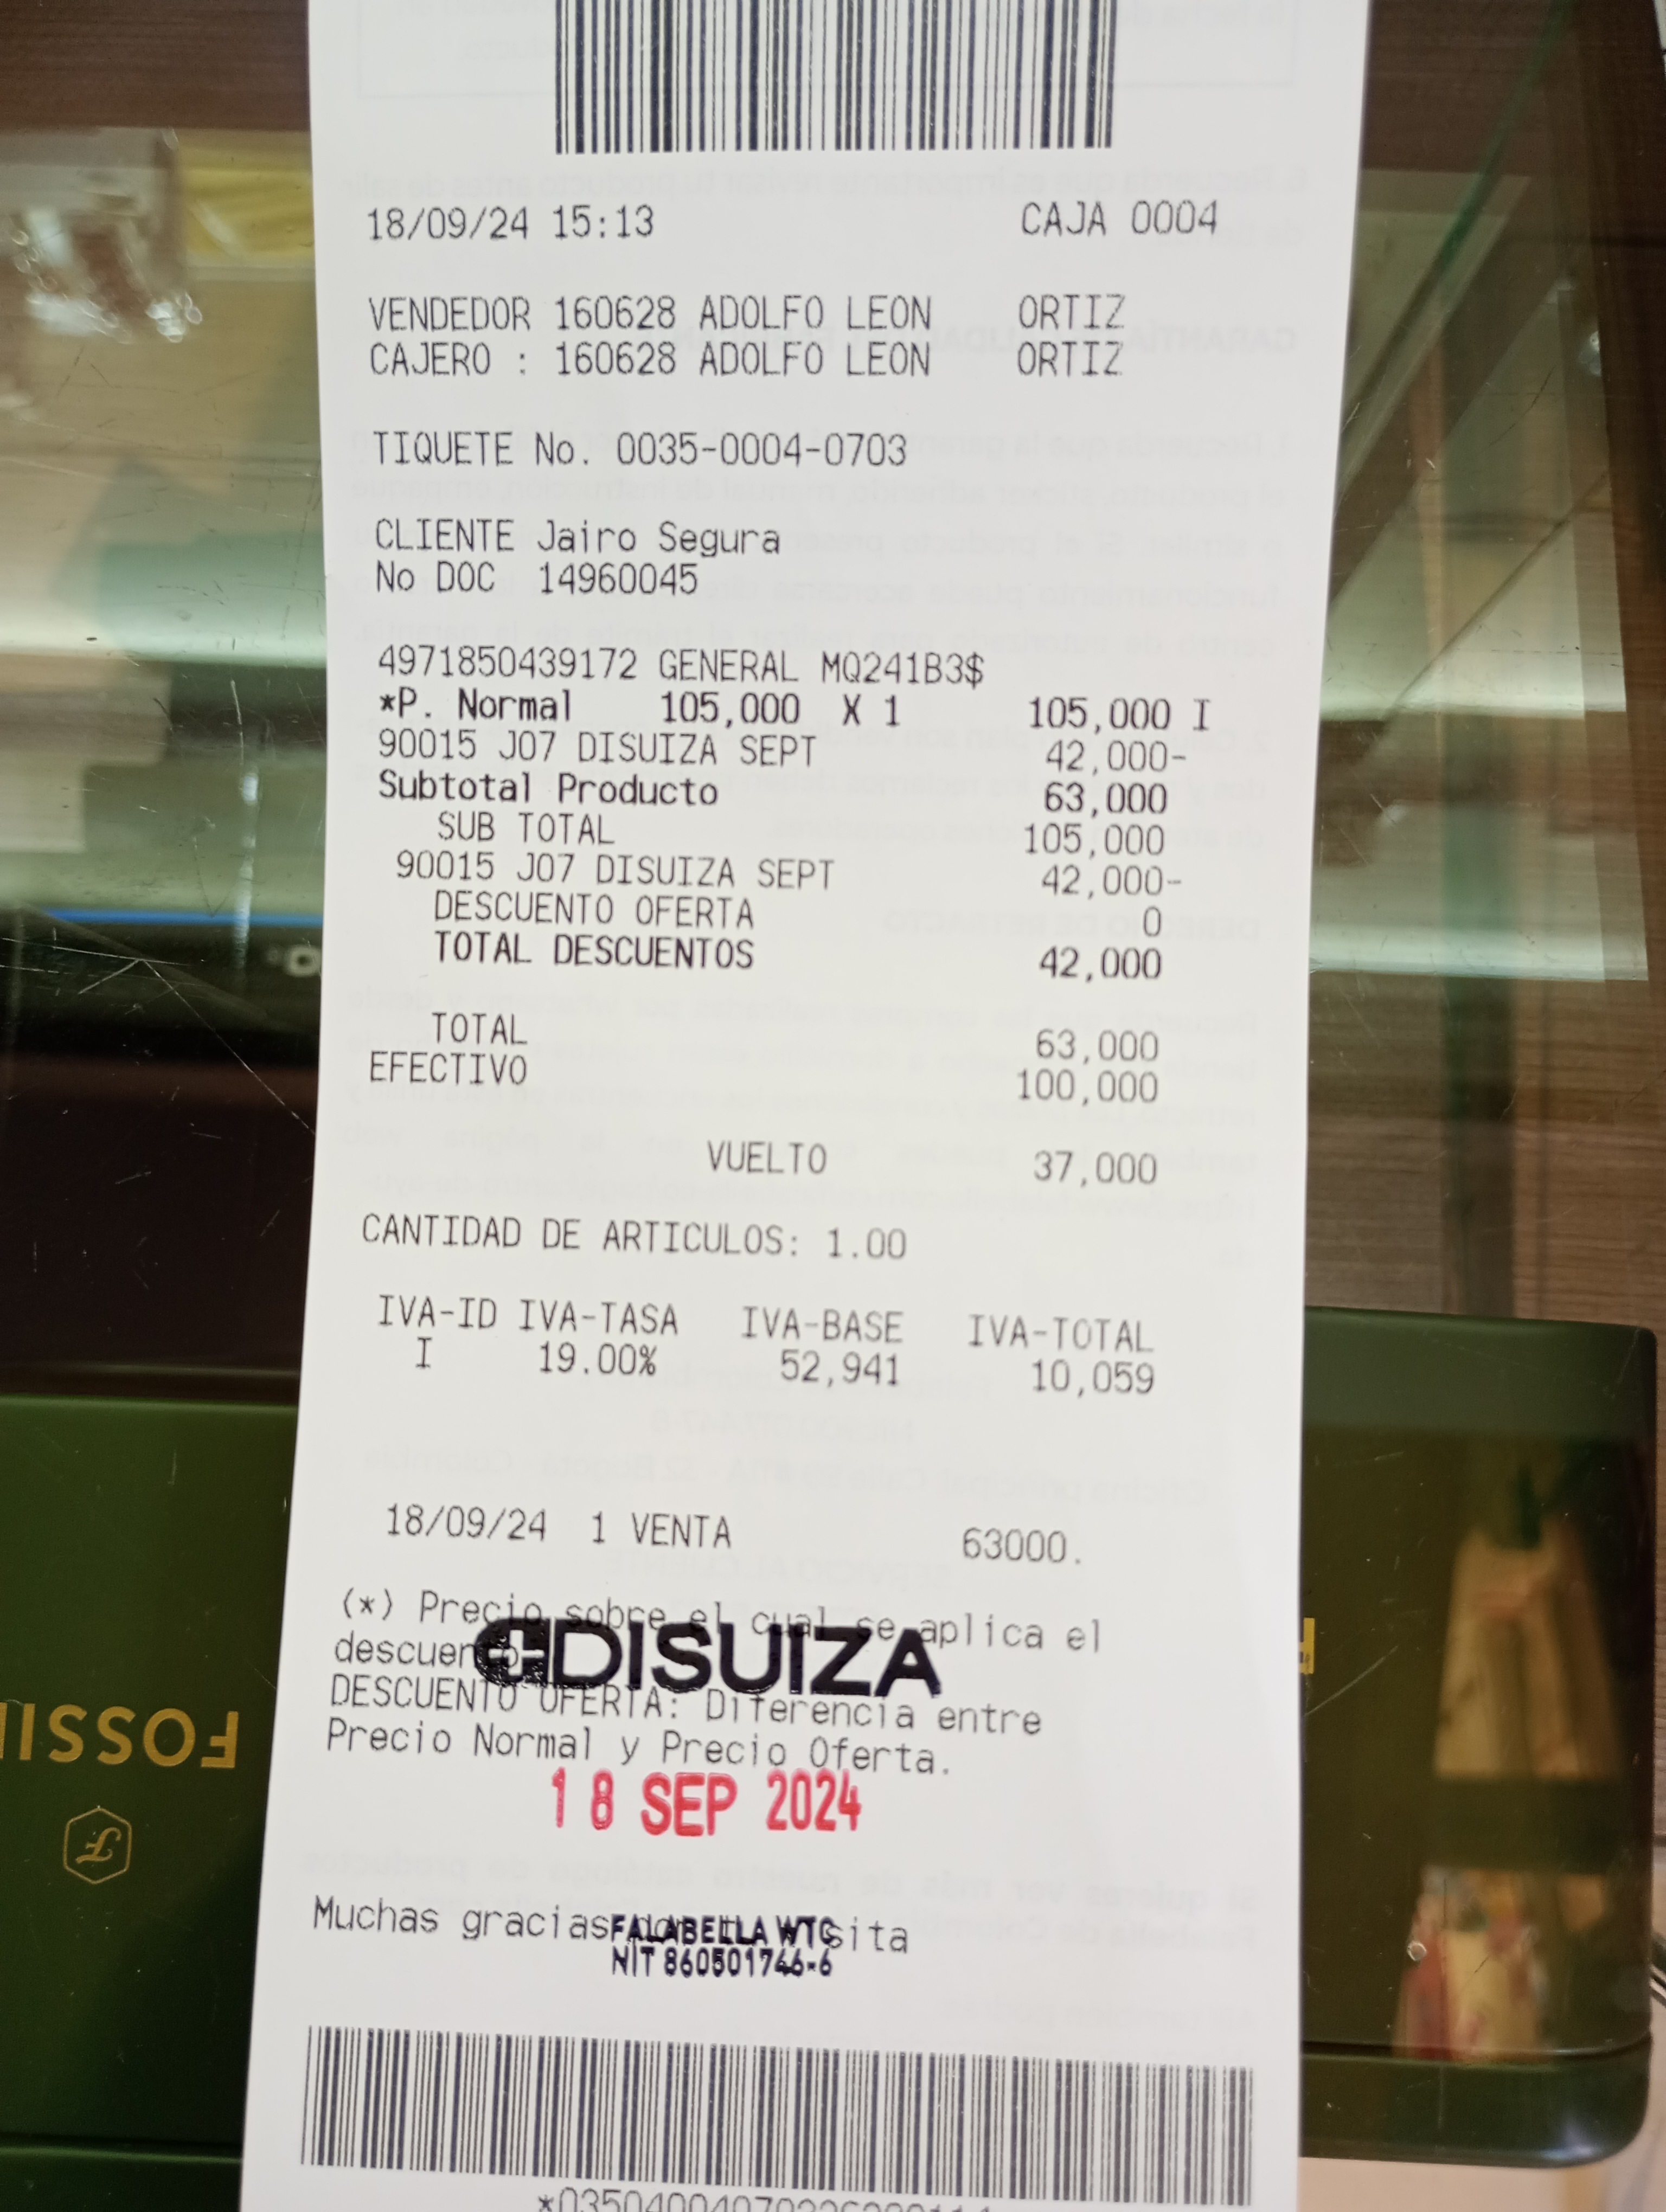 18/09/24 15:13 CAJA 0004
VENDEDOR 160628 ADOLFO LEON ORTIZ
CAJERO : 160628 ADOLFO LEON ORTIZ
TIQUETE No. 0035-0004-0703
CLIENTE Jairo Segura
No DOC 14960045
4971850439172 GENERAL MQ241B3$
*P. Normal 105,000 X 1 105,000 I
90015 J07 DISUIZA SEPT 42,000-
Subtotal Producto 63,000
SUB TOTAL 105,000
90015 J07 DISUIZA SEPT 42,000-
DESCUENTO OFERTA 0
TOTAL DESCUENTOS 42,000
TOTAL 63,000
EFECTIVO 100,000
VUELTO 37,000
CANTIDAD DE ARTICULOS: 1.00
IVA-ID IVA-TASA IVA-BASE IVA-TOTAL
I 19.00% 52,941 10,059
18/09/24 1 VENTA 63000.
(*) Precio sobre el cual se aplica el
descuento
DISUIZA
DESCUENTO OFERTA: Diferencia entre
Precio Normal y Precio Oferta.
18 SEP 2024
Muchas gracias por tu visita
FALABELLA WTC
NIT 860501746-6
FOSSIL